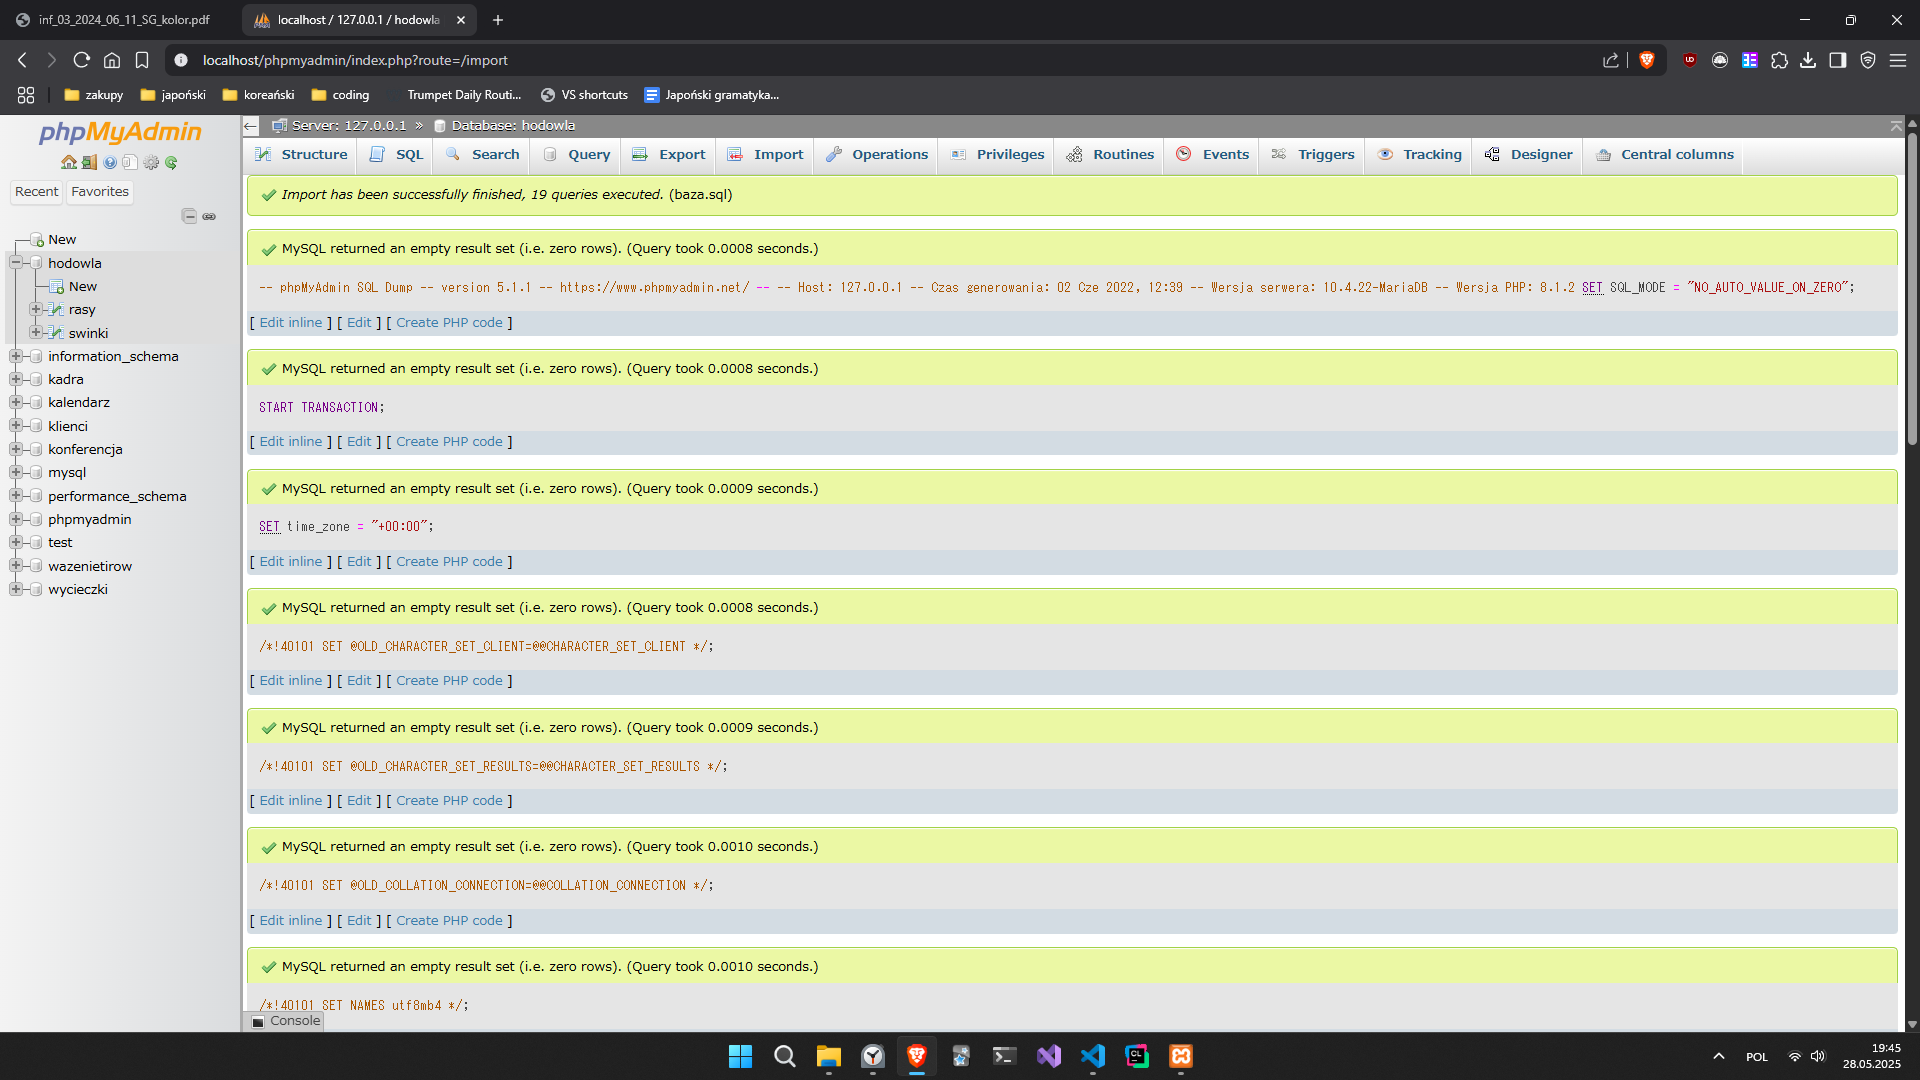 inf_03_2024_06_11_SG_kolor.pdf
localhost / 127.0.0.1 / hodowla
localhost/phpmyadmin/index.php?route=/import
zakupy
japoński
koreański
coding
Trumpet Daily Routi...
VS shortcuts
Japoński gramatyka...
phpMyAdmin
Recent
Favorites
New
hodowla
New
rasy
swinki
information_schema
kadra
kalendarz
klienci
konferencja
mysql
performance_schema
phpmyadmin
test
wazenietirow
wycieczki
Server: 127.0.0.1 » Database: hodowla
Structure
SQL
Search
Query
Export
Import
Operations
Privileges
Routines
Events
Triggers
Tracking
Designer
Central columns
Import has been successfully finished, 19 queries executed. (baza.sql)
MySQL returned an empty result set (i.e. zero rows). (Query took 0.0008 seconds.)
-- phpMyAdmin SQL Dump -- version 5.1.1 -- https://www.phpmyadmin.net/ -- -- Host: 127.0.0.1 -- Czas generowania: 02 Cze 2022, 12:39 -- Wersja serwera: 10.4.22-MariaDB -- Wersja PHP: 8.1.2 SET SQL_MODE = "NO_AUTO_VALUE_ON_ZERO";
[ Edit inline ] [ Edit ] [ Create PHP code ]
MySQL returned an empty result set (i.e. zero rows). (Query took 0.0008 seconds.)
START TRANSACTION;
[ Edit inline ] [ Edit ] [ Create PHP code ]
MySQL returned an empty result set (i.e. zero rows). (Query took 0.0009 seconds.)
SET time_zone = "+00:00";
[ Edit inline ] [ Edit ] [ Create PHP code ]
MySQL returned an empty result set (i.e. zero rows). (Query took 0.0008 seconds.)
/*!40101 SET @OLD_CHARACTER_SET_CLIENT=@@CHARACTER_SET_CLIENT */;
[ Edit inline ] [ Edit ] [ Create PHP code ]
MySQL returned an empty result set (i.e. zero rows). (Query took 0.0009 seconds.)
/*!40101 SET @OLD_CHARACTER_SET_RESULTS=@@CHARACTER_SET_RESULTS */;
[ Edit inline ] [ Edit ] [ Create PHP code ]
MySQL returned an empty result set (i.e. zero rows). (Query took 0.0010 seconds.)
/*!40101 SET @OLD_COLLATION_CONNECTION=@@COLLATION_CONNECTION */;
[ Edit inline ] [ Edit ] [ Create PHP code ]
MySQL returned an empty result set (i.e. zero rows). (Query took 0.0010 seconds.)
/*!40101 SET NAMES utf8mb4 */;
Console
POL
19:45
28.05.2025